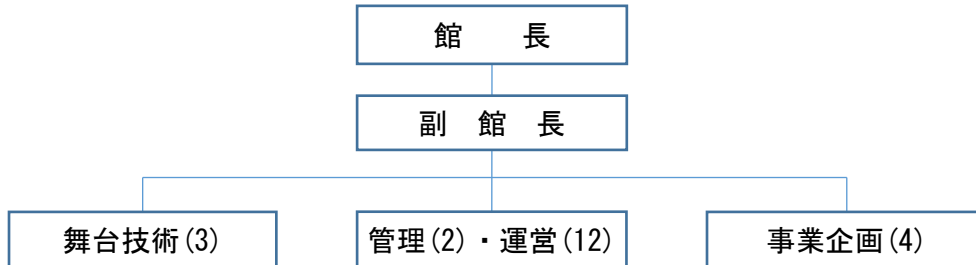 館　　長
副　館　長
舞台技術(3)
管理(2)・運営(12)
事業企画(4)